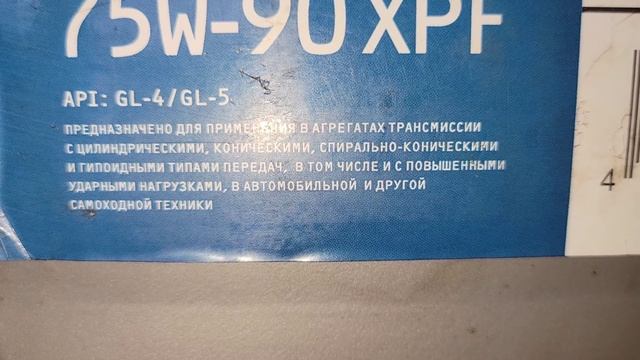 75W-90 XPF
API: GL-4/GL-5
ПРЕДНАЗНАЧЕНО ДЛЯ ПРИМЕНЕНИЯ В АГРЕГАТАХ ТРАНСМИССИИ
С ЦИЛИНДРИЧЕСКИМИ, КОНИЧЕСКИМИ, СПИРАЛЬНО-КОНИЧЕСКИМИ
И ГИПОИДНЫМИ ТИПАМИ ПЕРЕДАЧ, В ТОМ ЧИСЛЕ И С ПОВЫШЕННЫМИ
УДАРНЫМИ НАГРУЗКАМИ, В АВТОМОБИЛЬНОЙ И ДРУГОЙ
САМОХОДНОЙ ТЕХНИКИ
4